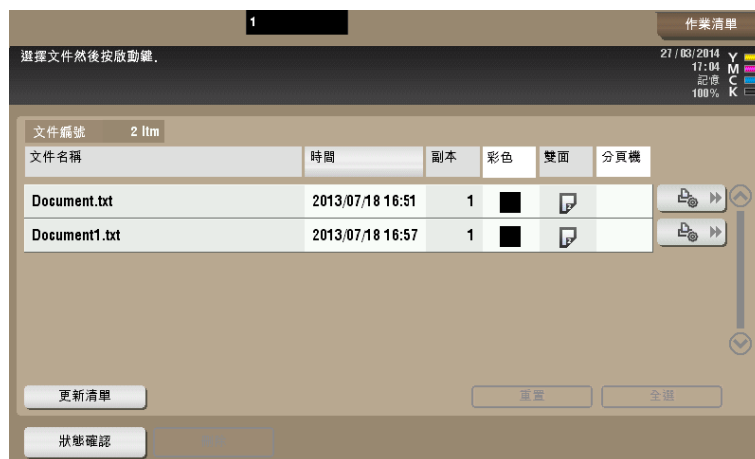 1
作業清單
選擇文件然後按啟動鍵.
27/03/2014
17:04
記憶
100%
Y
M
C
K
文件編號 2 Itm
文件名稱 時間 副本 彩色 雙面 分頁機
Document.txt 2013/07/18 16:51 1
Document1.txt 2013/07/18 16:57 1
更新清單 重置 全選
狀態確認